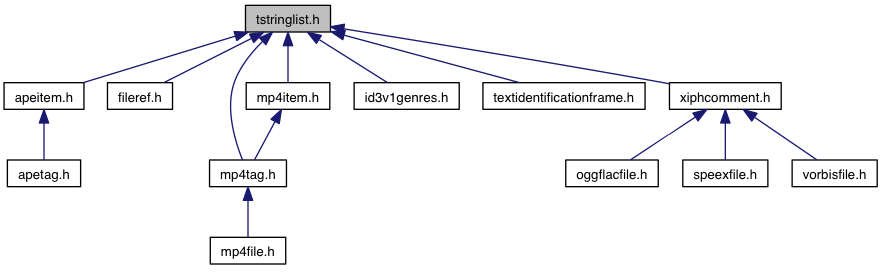 tstringlist.h
apeitem.h
fileref.h
mp4item.h
id3v1genres.h
textidentificationframe.h
xiphcomment.h
apetag.h
mp4tag.h
oggflacfile.h
speexfile.h
vorbisfile.h
mp4file.h